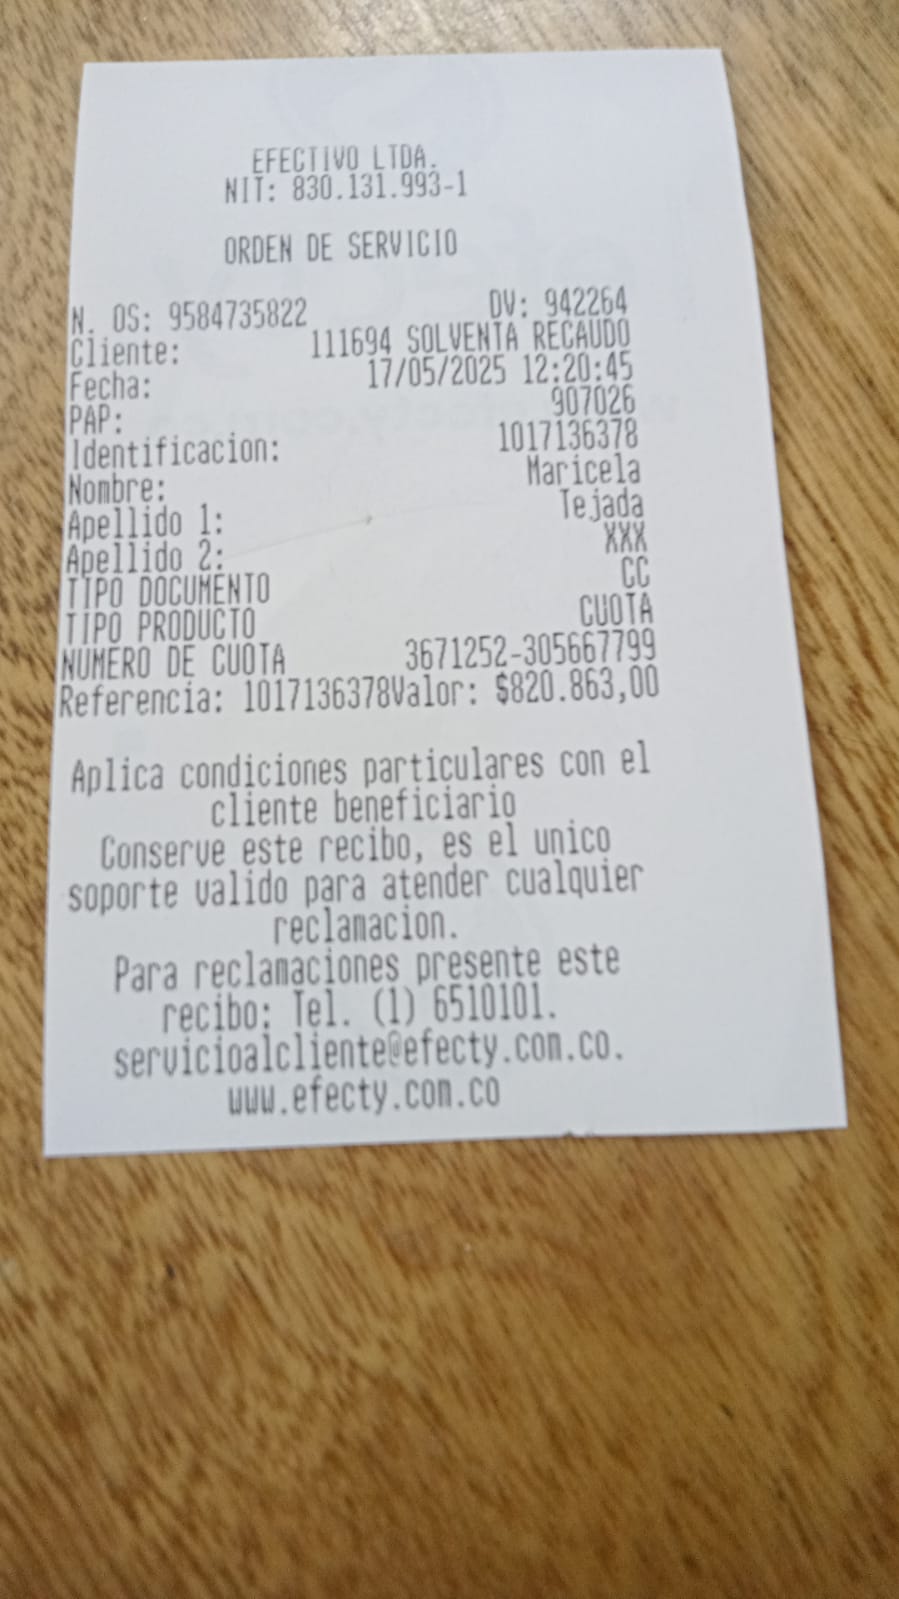 EFECTIVO LTDA.
NIT: 830.131.993-1
ORDEN DE SERVICIO
N. OS: 9584735822 DV: 942264
Cliente: 111694 SOLVENTA RECAUDO
Fecha: 17/05/2025 12:20:45
PAP: 907026
Identificacion: 1017136378
Nombre: Maricela
Apellido 1: Tejada
Apellido 2: XXX
TIPO DOCUMENTO CC
TIPO PRODUCTO CUOTA
NUMERO DE CUOTA 3671252-305667799
Referencia: 1017136378Valor: $820.863,00
Aplica condiciones particulares con el
cliente beneficiario
Conserve este recibo, es el unico
soporte valido para atender cualquier
reclamacion.
Para reclamaciones presente este
recibo: Tel. (1) 6510101.
servicioalcliente@efecty.com.co.
www.efecty.com.co